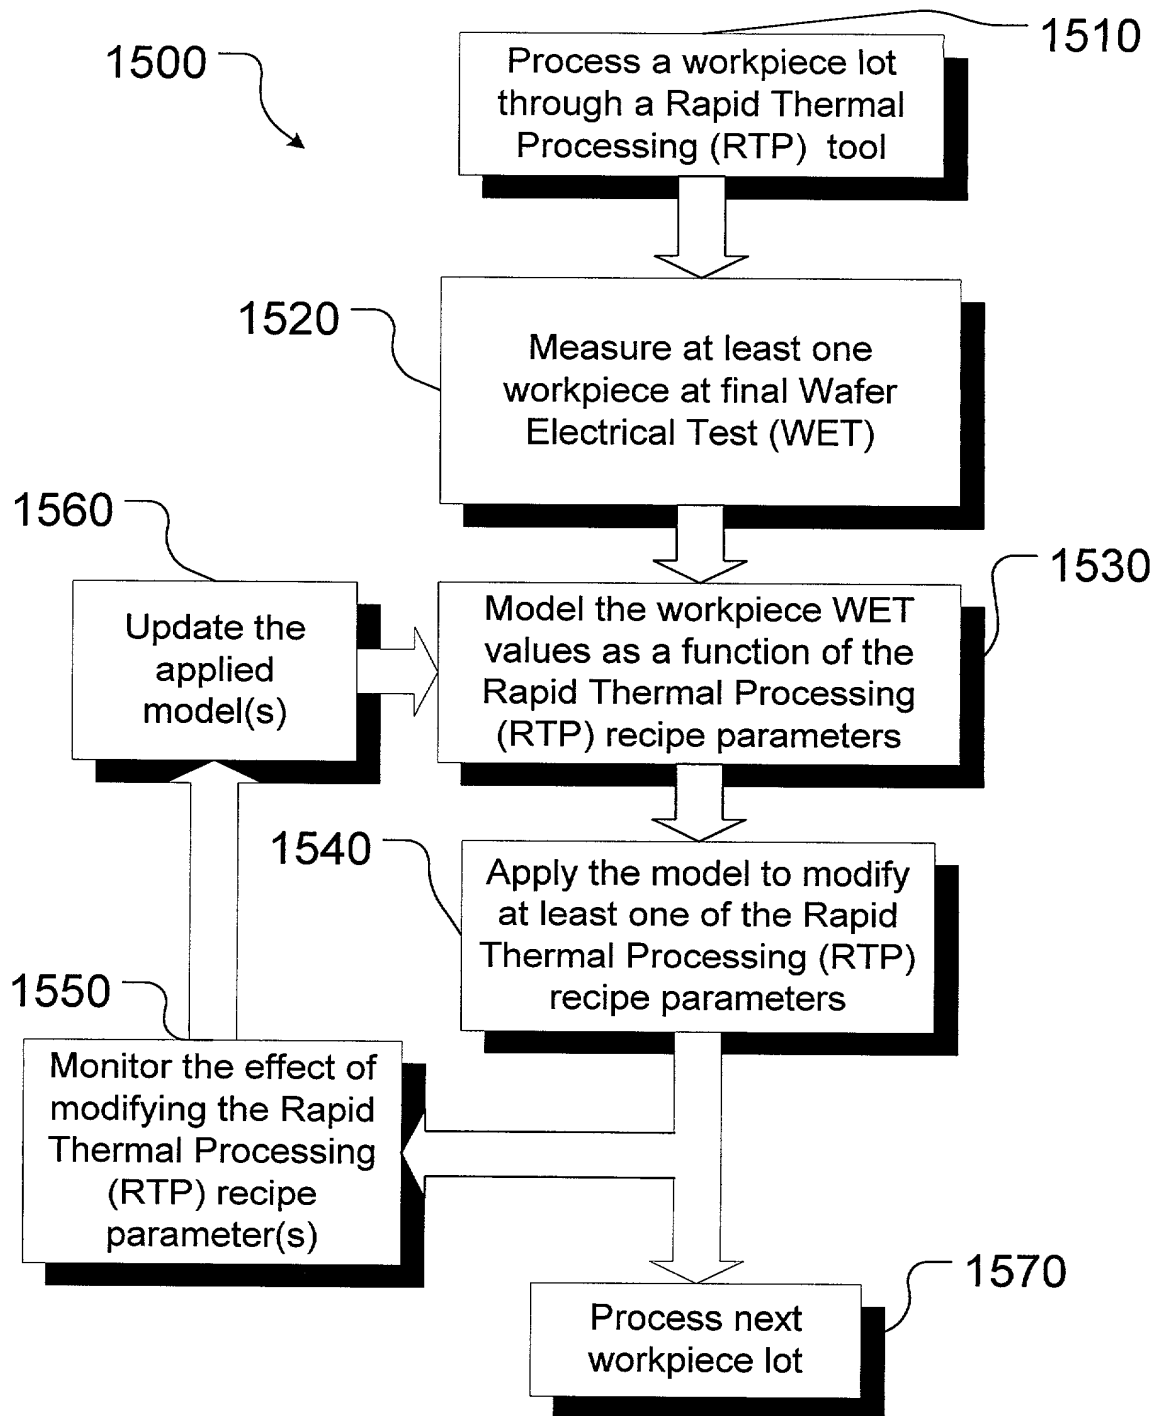 1500
1510
Process a workpiece lot
through a Rapid Thermal
Processing (RTP) tool
1520
Measure at least one
workpiece at final Wafer
Electrical Test (WET)
1560
Update the
applied
model(s)
1530
Model the workpiece WET
values as a function of the
Rapid Thermal Processing
(RTP) recipe parameters
1540
Apply the model to modify
at least one of the Rapid
Thermal Processing (RTP)
recipe parameters
1550
Monitor the effect of
modifying the Rapid
Thermal Processing
(RTP) recipe
parameter(s)
1570
Process next
workpiece lot